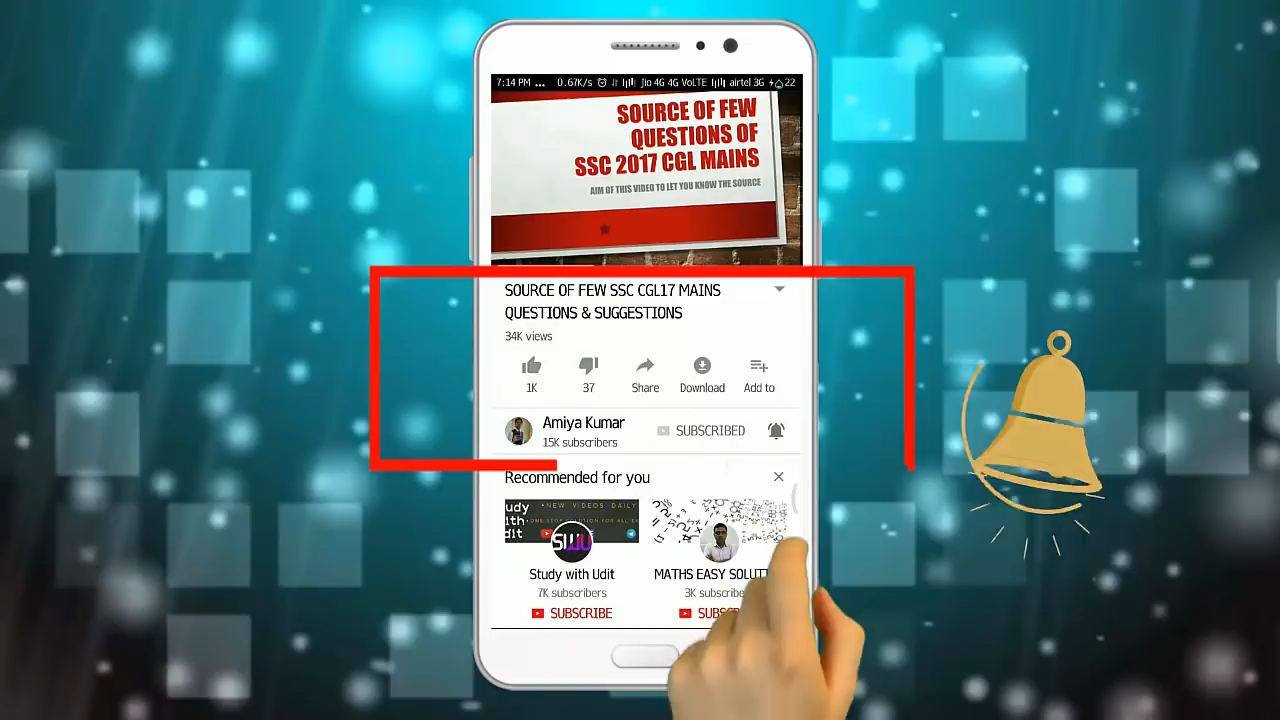 7:14 PM ... 0.67K/s Jio 4G 4G VoLTE airtel 3G 22
SOURCE OF FEW
QUESTIONS OF
SSC 2017 CGL MAINS
AIM OF THIS VIDEO TO LET YOU KNOW THE SOURCE
SOURCE OF FEW SSC CGL17 MAINS
QUESTIONS & SUGGESTIONS
34K views
1K 37 Share Download Add to
Amiya Kumar
15K subscribers
SUBSCRIBED
Recommended for you
NEW VIDEOS DAILY
SWU
Study with Udit
7K subscribers
SUBSCRIBE
MATHS EASY SOLUT
3K subscr
SUBSC